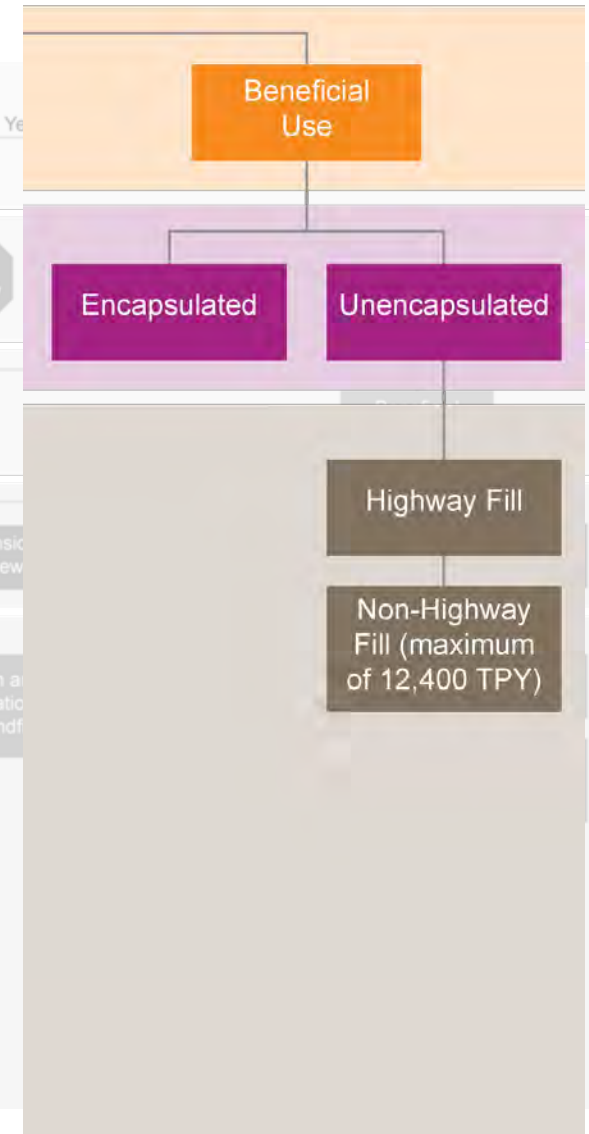 Beneficial
Use
Encapsulated
Unencapsulated
Highway Fill
Non-Highway
Fill (maximum
of 12,400 TPY)